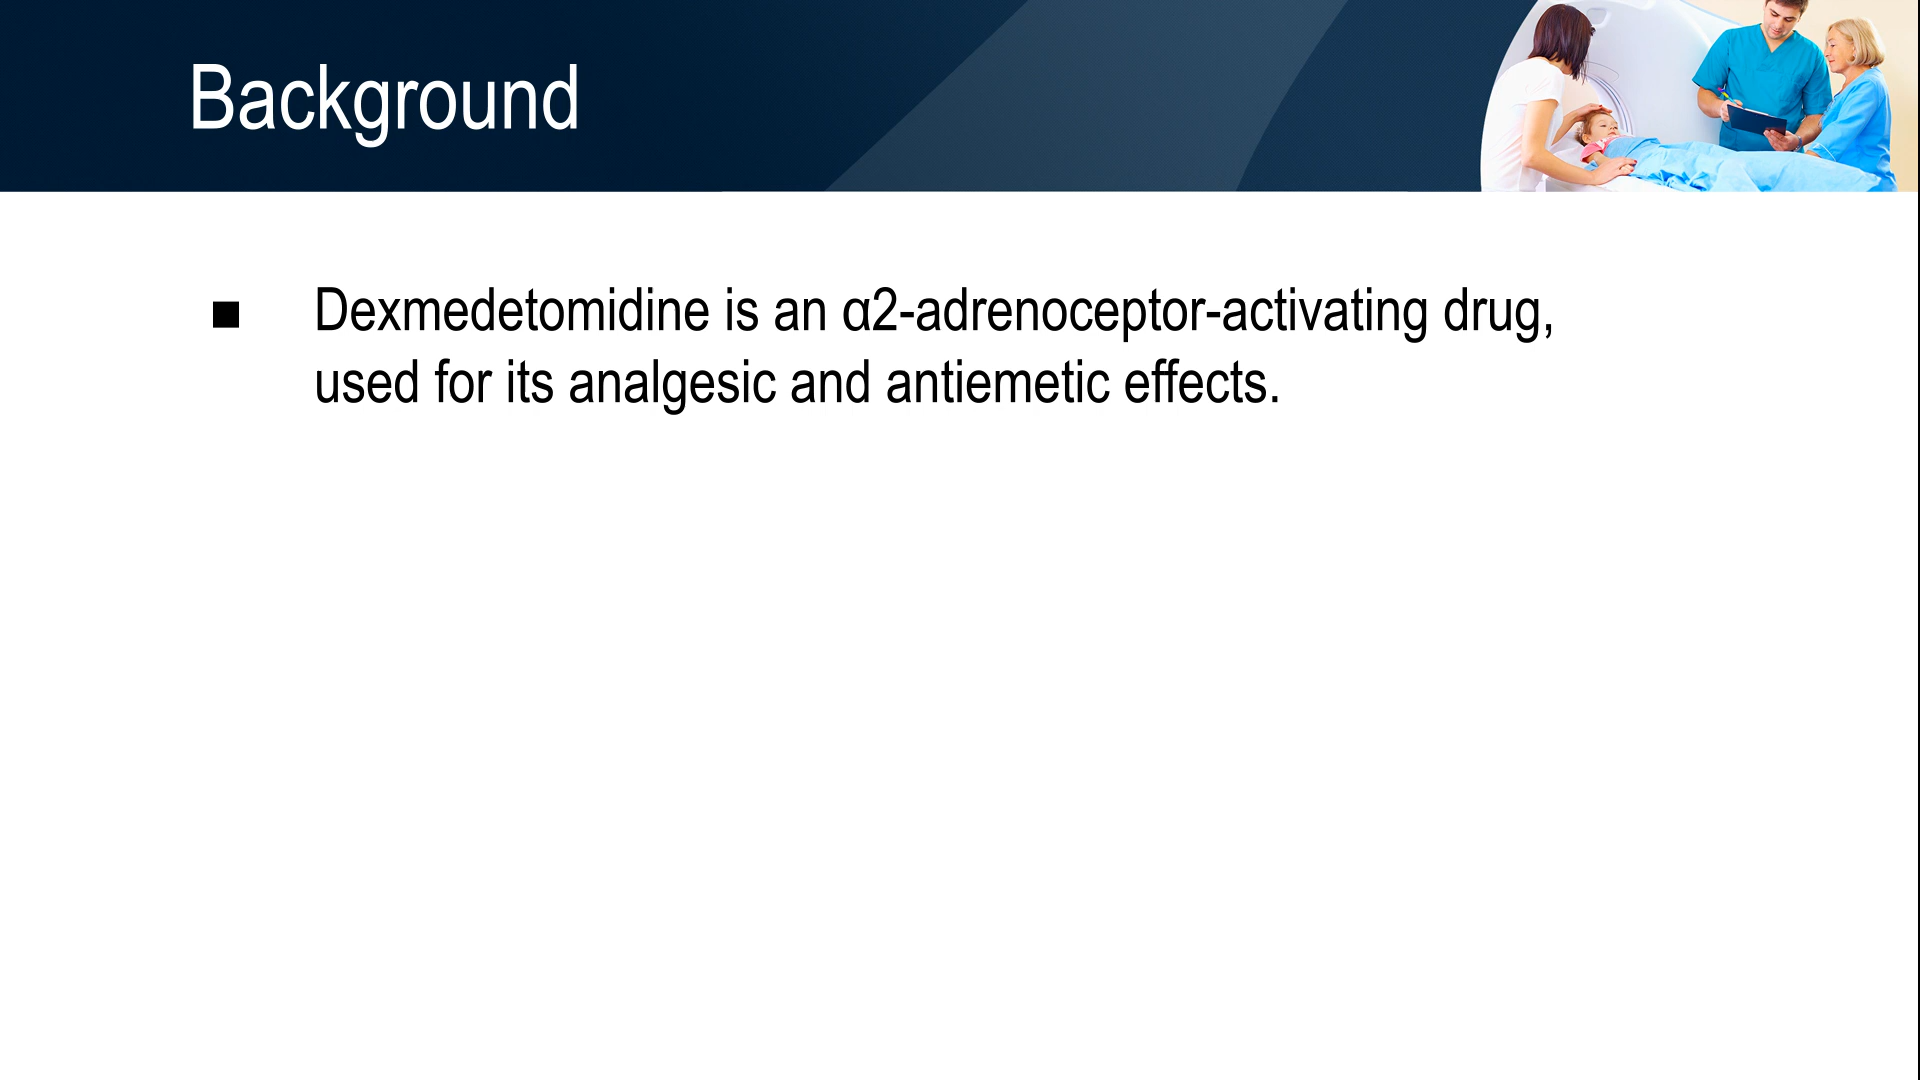 Background
■ Dexmedetomidine is an α2-adrenoceptor-activating drug,
used for its analgesic and antiemetic effects.